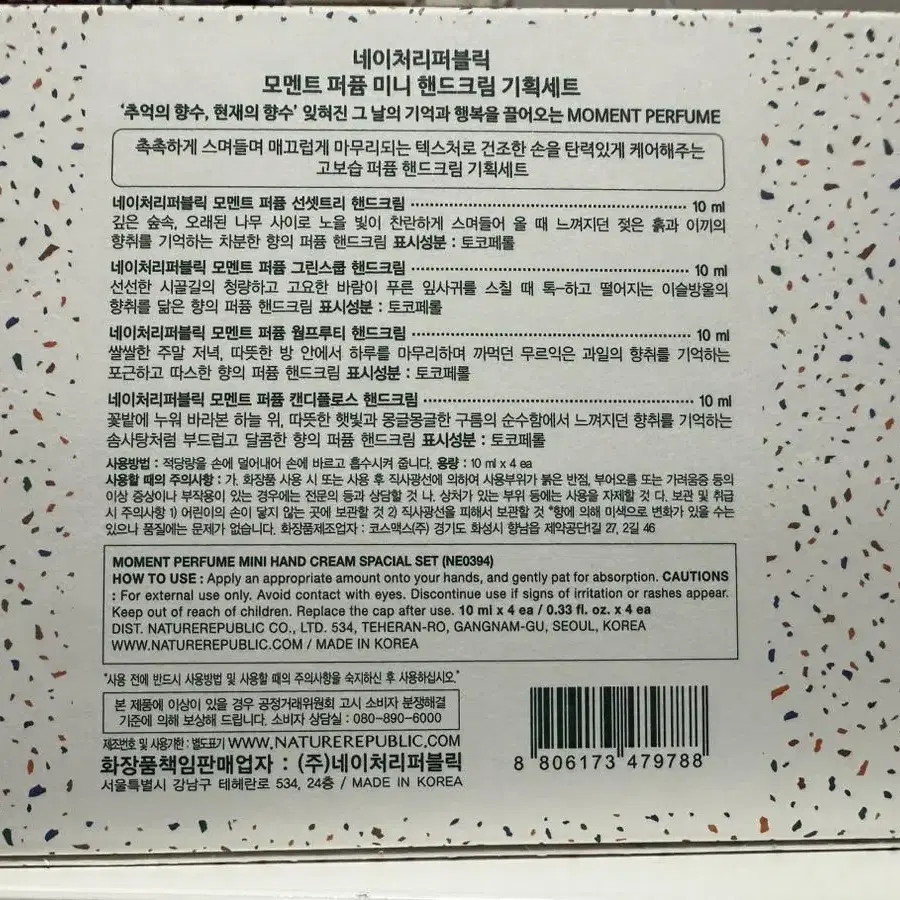 네이처리퍼블릭
모멘트 퍼퓸 미니 핸드크림 기획세트
'추억의 향수, 현재의 향수' 잊혀진 그 날의 기억과 행복을 끌어오는 MOMENT PERFUME
촉촉하게 스며들며 매끄럽게 마무리되는 텍스처로 건조한 손을 탄력있게 케어해주는
고보습 퍼퓸 핸드크림 기획세트
네이처리퍼블릭 모멘트 퍼퓸 선셋트리 핸드크림 10 ml
깊은 숲속, 오래된 나무 사이로 노을 빛이 찬란하게 스며들어 올 때 느껴지던 젖은 흙과 이끼의
향취를 기억하는 차분한 향의 퍼퓸 핸드크림 표시성분 : 토코페롤
네이처리퍼블릭 모멘트 퍼퓸 그린스쿱 핸드크림 10 ml
선선한 시골길의 청량하고 고요한 바람이 푸른 잎사귀를 스칠 때 톡-하고 떨어지는 이슬방울의
향취를 닮은 향의 퍼퓸 핸드크림 표시성분 : 토코페롤
네이처리퍼블릭 모멘트 퍼퓸 웜프루티 핸드크림 10 ml
쌀쌀한 주말 저녁, 따뜻한 방 안에서 하루를 마무리하며 까먹던 무르익은 과일의 향취를 기억하는
포근하고 따스한 향의 퍼퓸 핸드크림 표시성분 : 토코페롤
네이처리퍼블릭 모멘트 퍼퓸 캔디플로스 핸드크림 10 ml
꽃밭에 누워 바라본 하늘 위, 따뜻한 햇빛과 몽글몽글한 구름의 순수함에서 느껴지던 향취를 기억하는
솜사탕처럼 부드럽고 달콤한 향의 퍼퓸 핸드크림 표시성분 : 토코페롤
사용방법 : 적당량을 손에 덜어내어 손에 바르고 흡수시켜 줍니다. 용량 : 10 ml x 4 ea
사용할 때의 주의사항 : 가. 화장품 사용 시 또는 사용 후 직사광선에 의하여 사용부위가 붉은 반점, 부어오름 또는 가려움증 등의
이상 증상이나 부작용이 있는 경우에는 전문의 등과 상담할 것 나. 상처가 있는 부위 등에는 사용을 자제할 것 다. 보관 및 취급
시 주의사항 1) 어린이의 손이 닿지 않는 곳에 보관할 것 2) 직사광선을 피해서 보관할 것 *향에 의해 미색으로 변화가 있을 수는
있으나 품질에는 문제가 없습니다. 화장품제조업자 : 코스맥스(주) 경기도 화성시 향남읍 제약공단1길 27, 2길 46
MOMENT PERFUME MINI HAND CREAM SPACIAL SET (NE0394)
HOW TO USE : Apply an appropriate amount onto your hands, and gently pat for absorption. CAUTIONS
: For external use only. Avoid contact with eyes. Discontinue use if signs of irritation or rashes appear.
Keep out of reach of children. Replace the cap after use. 10 ml x 4 ea / 0.33 fl. oz. x 4 ea
DIST. NATUREREPUBLIC CO., LTD. 534, TEHERAN-RO, GANGNAM-GU, SEOUL, KOREA
WWW.NATUREREPUBLIC.COM / MADE IN KOREA
*사용 전에 반드시 사용방법 및 사용할 때의 주의사항을 숙지하신 후 사용하십시오.*
본 제품에 이상이 있을 경우 공정거래위원회 고시 소비자 분쟁해결
기준에 의해 보상해 드립니다. 소비자 상담실 : 080-890-6000
제조번호 및 사용기한 : 별도표기 WWW.NATUREREPUBLIC.COM
화장품책임판매업자 : (주)네이처리퍼블릭
서울특별시 강남구 테헤란로 534, 24층 / MADE IN KOREA
8 806173 479788